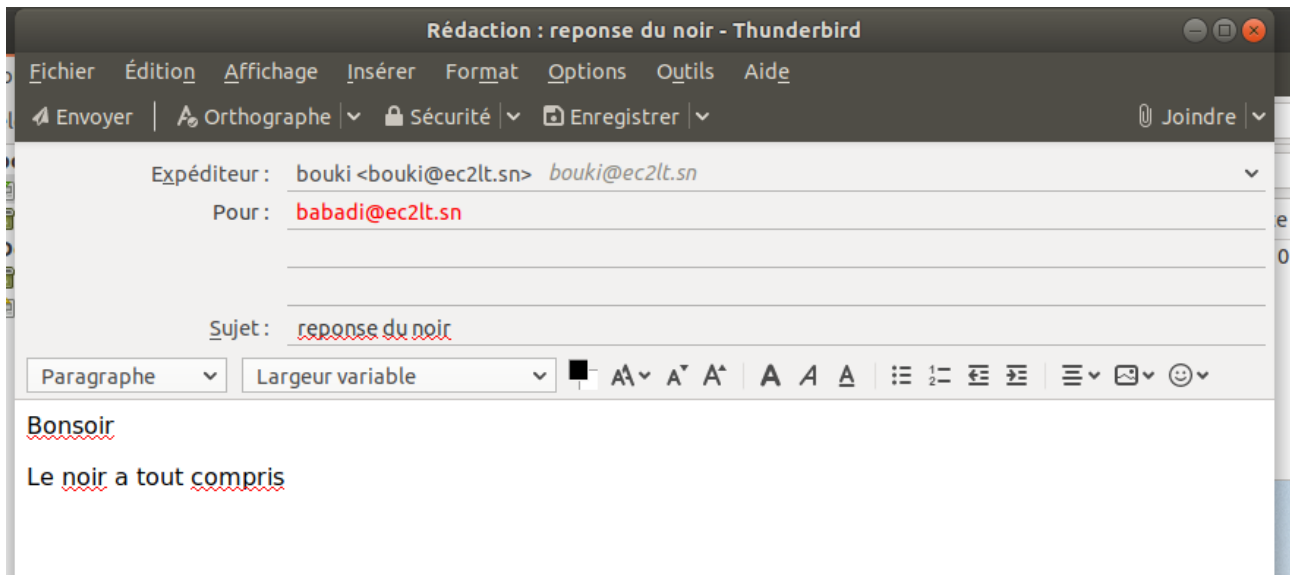 Rédaction : reponse du noir - Thunderbird
Fichier Édition Affichage Insérer Format Options Outils Aide
Envoyer Orthographe Sécurité Enregistrer Joindre
Expéditeur : bouki <bouki@ec2lt.sn> bouki@ec2lt.sn
Pour : babadi@ec2lt.sn
Sujet : reponse du noir
Paragraphe Largeur variable
Bonsoir
Le noir a tout compris